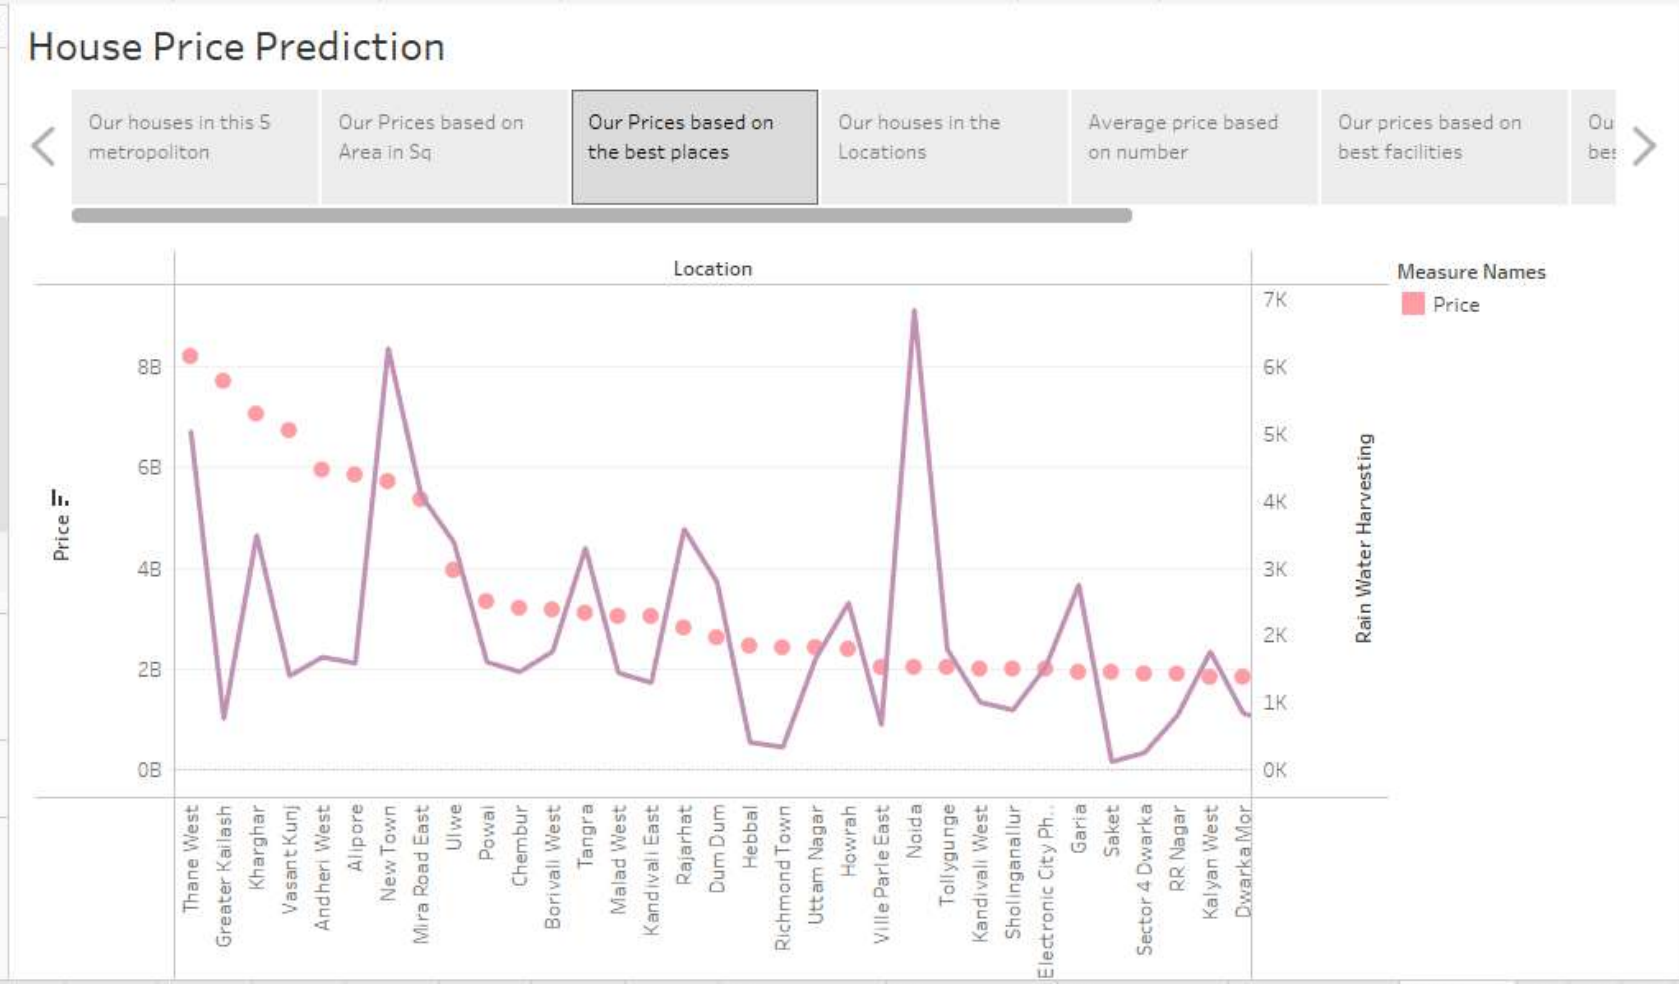 House Price Prediction
Our houses in this 5
metropoliton
Our Prices based on
Area in Sq
Our Prices based on
the best places
Our houses in the
Locations
Average price based
on number
Our prices based on
best facilities
Ou
bes
Location
Measure Names
Price
Price
8B
6B
4B
2B
0B
7K
6K
5K
4K
3K
2K
1K
0K
Rain Water Harvesting
Thane West
Greater Kailash
Kharghar
Vasant Kunj
Andheri West
Alipore
New Town
Mira Road East
Ulwe
Powai
Chembur
Borivali West
Tangra
Malad West
Kandivali East
Rajarhat
Dum Dum
Hebbal
Richmond Town
Uttam Nagar
Howrah
Ville Parle East
Noida
Tollygunge
Kandivali West
Sholinganallur
Electronic City Ph..
Garia
Saket
Sector 4 Dwarka
RR Nagar
Kalyan West
Dwarka Mor